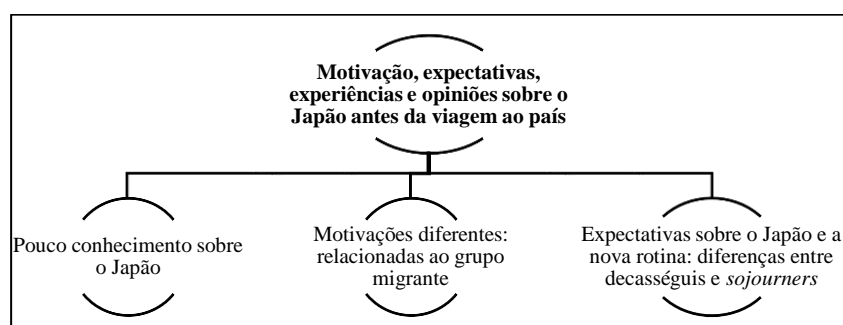 Motivação, expectativas,
experiências e opiniões sobre o
Japão antes da viagem ao país
Pouco conhecimento sobre
o Japão
Motivações diferentes:
relacionadas ao grupo
migrante
Expectativas sobre o Japão e a
nova rotina: diferenças entre
decasséguis e sojourners